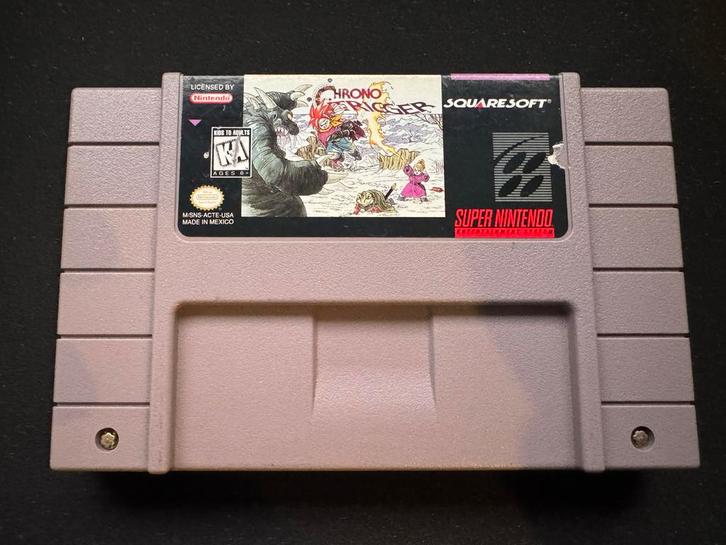 LICENSED BY
Nintendo
KIDS TO ADULTS
KA
AGES 6+
M/SNS-ACTE-USA
MADE IN MEXICO
CHRONO
TRIGGER
SQUARESOFT®
SUPER NINTENDO
ENTERTAINMENT SYSTEM